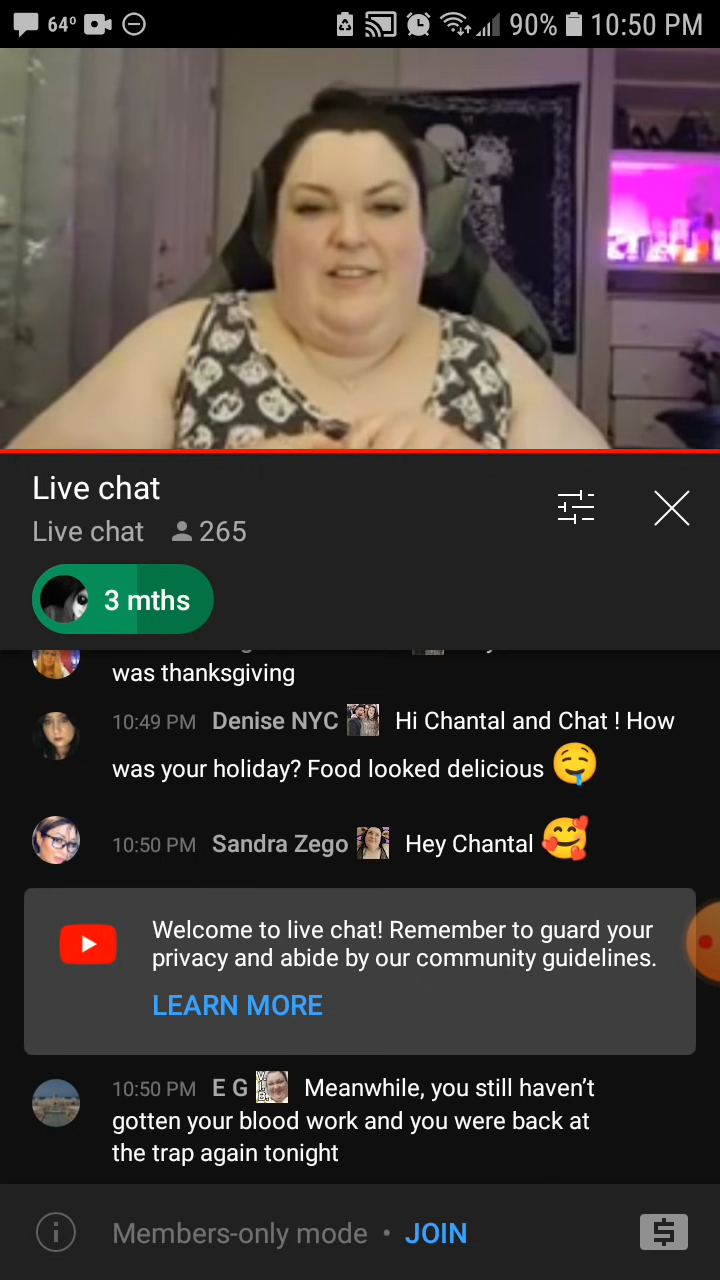 64° 90% 10:50 PM
Live chat
Live chat 265
3 mths
was thanksgiving
10:49 PM Denise NYC Hi Chantal and Chat ! How
was your holiday? Food looked delicious 🤤
10:50 PM Sandra Zego Hey Chantal 🥰
Welcome to live chat! Remember to guard your
privacy and abide by our community guidelines.
LEARN MORE
10:50 PM E G Meanwhile, you still haven't
gotten your blood work and you were back at
the trap again tonight
Members-only mode • JOIN